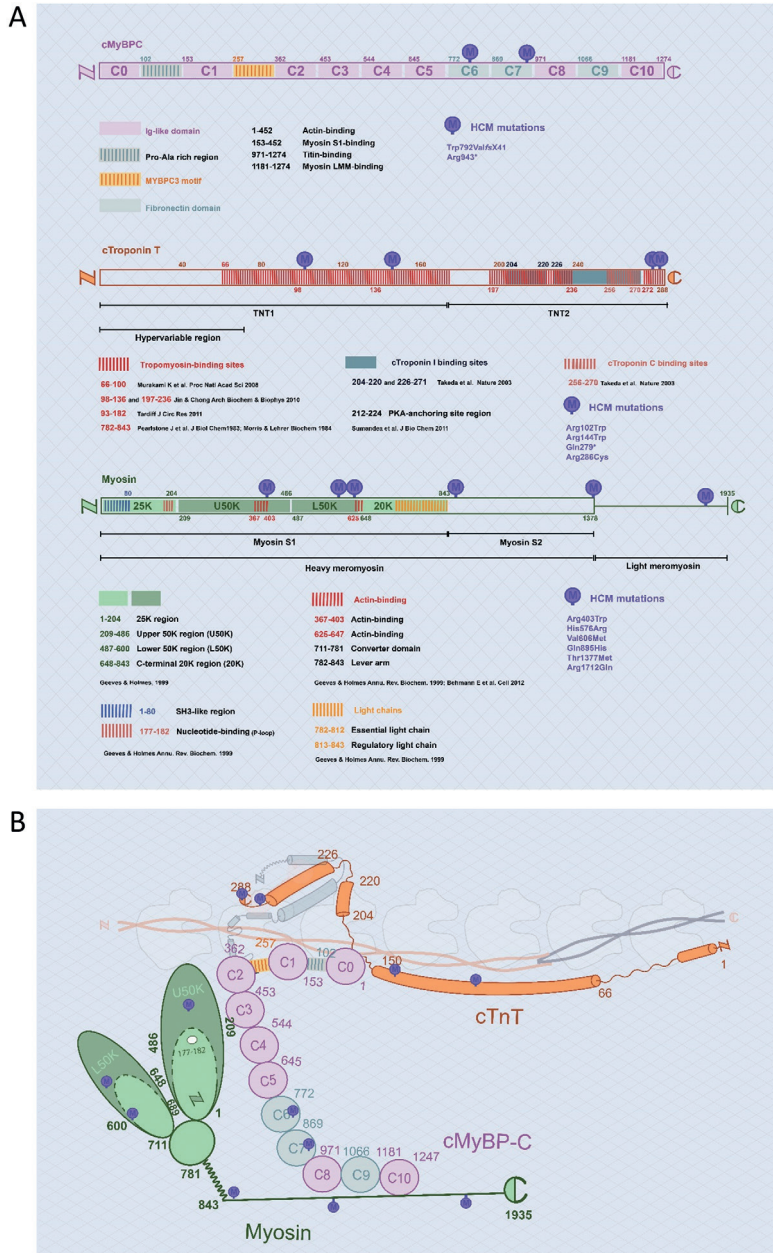 A
cMyBPC
102 153 257 362 453 544 645 772 869 971 1066 1181 1274
N C0 C1 C2 C3 C4 C5 C6 C7 C8 C9 C10 C
M M
Ig-like domain
Pro-Ala rich region
MYBPC3 motif
Fibronectin domain
1-452 Actin-binding
153-452 Myosin S1-binding
971-1274 Titin-binding
1181-1274 Myosin LMM-binding
M HCM mutations
Trp792ValfsX41
Arg943*
cTroponin T
M M M M
40 66 80 120 160 200 204 220 226 240
N C
98 136 197 236 256 270 272 288
TNT1 TNT2
Hypervariable region
Tropomyosin-binding sites
66-100 Murakami K et al. Proc Natl Acad Sci 2008
98-136 and 197-236 Jin & Chong Arch Biochem & Biophys 2010
93-182 Tardiff J Circ Res 2011
782-843 Pearlstone J et al. J Biol Chem1983; Morris & Lehrer Biochem 1984
cTroponin I binding sites
204-220 and 226-271 Takeda et al. Nature 2003
212-224 PKA-anchoring site region
Sumandea et al. J Bio Chem 2011
cTroponin C binding sites
256-270 Takeda et al. Nature 2003
M HCM mutations
Arg102Trp
Arg144Trp
Gln279*
Arg286Cys
Myosin
M M M M M M
80 204 486 843 1935
N 25K U50K L50K 20K C
209 367 403 487 625 648 1378
Myosin S1 Myosin S2
Heavy meromyosin Light meromyosin
1-204 25K region
209-486 Upper 50K region (U50K)
487-600 Lower 50K region (L50K)
648-843 C-terminal 20K region (20K)
Geeves & Holmes, 1999
Actin-binding
367-403 Actin-binding
625-647 Actin-binding
711-781 Converter domain
782-843 Lever arm
Geeves & Holmes Annu. Rev. Biochem. 1999; Behmann E et al. Cell 2012
M HCM mutations
Arg403Trp
His576Arg
Val606Met
Gln895His
Thr1377Met
Arg1712Gln
1-80 SH3-like region
177-182 Nucleotide-binding (P-loop)
Geeves & Holmes Annu. Rev. Biochem. 1999
Light chains
782-812 Essential light chain
813-843 Regulatory light chain
Geeves & Holmes Annu. Rev. Biochem. 1999
B
226
N
288 C
M M
220
204
N
C
362 257 102
C2 C1 C0
153 1
150
M M
N
1
66
cTnT
453
C3
544
C4
645
C5
772
C6 M
869
C7 M
971 1066 1181 1247
C8 C9 C10
cMyBP-C
U50K
M
209
486
177-182
N
1
L50K
M
648
689
M
600
711
781
843
M M M
C
1935
Myosin